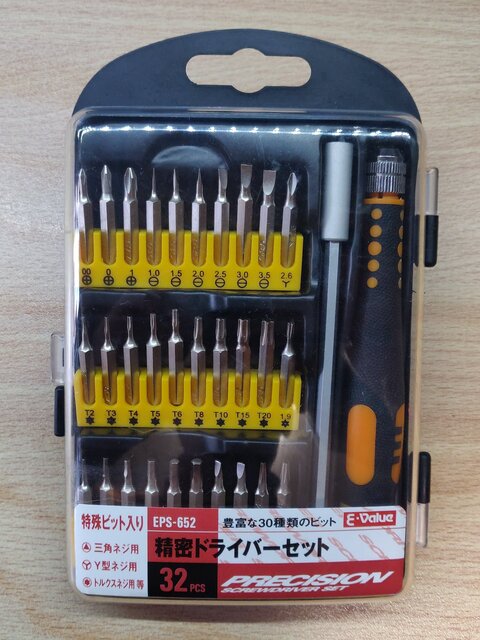 00 0 1 1.0 1.5 2.0 2.5 3.0 3.5 2.6
T2 T3 T4 T5 T6 T8 T10 T15 T20 1.9
特殊ビット入り EPS-652 豊富な30種類のビット E-Value
三角ネジ用
Y型ネジ用
トルクスネジ用 等
精密ドライバーセット
32 PCS
PRECISION
SCREWDRIVER SET